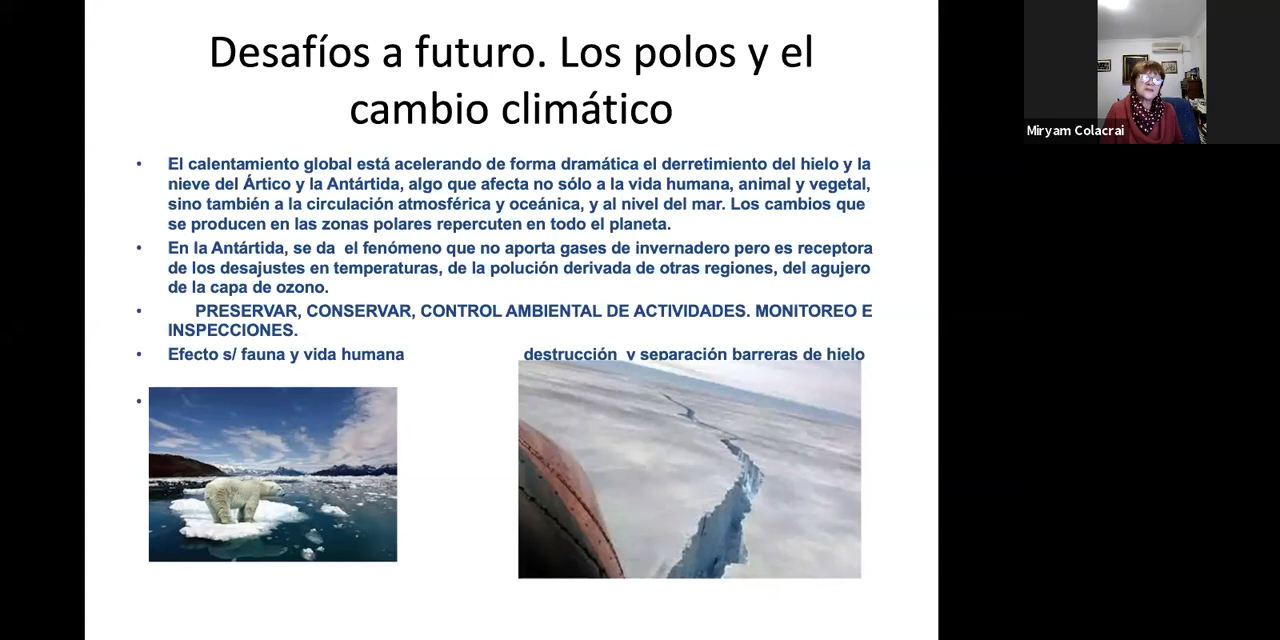 Desafíos a futuro. Los polos y el
cambio climático
• El calentamiento global está acelerando de forma dramática el derretimiento del hielo y la
nieve del Ártico y la Antártida, algo que afecta no sólo a la vida humana, animal y vegetal,
sino también a la circulación atmosférica y oceánica, y al nivel del mar. Los cambios que
se producen en las zonas polares repercuten en todo el planeta.
• En la Antártida, se da el fenómeno que no aporta gases de invernadero pero es receptora
de los desajustes en temperaturas, de la polución derivada de otras regiones, del agujero
de la capa de ozono.
• PRESERVAR, CONSERVAR, CONTROL AMBIENTAL DE ACTIVIDADES. MONITOREO E
INSPECCIONES.
• Efecto s/ fauna y vida humana destrucción y separación barreras de hielo
•
Miryam Colacrai